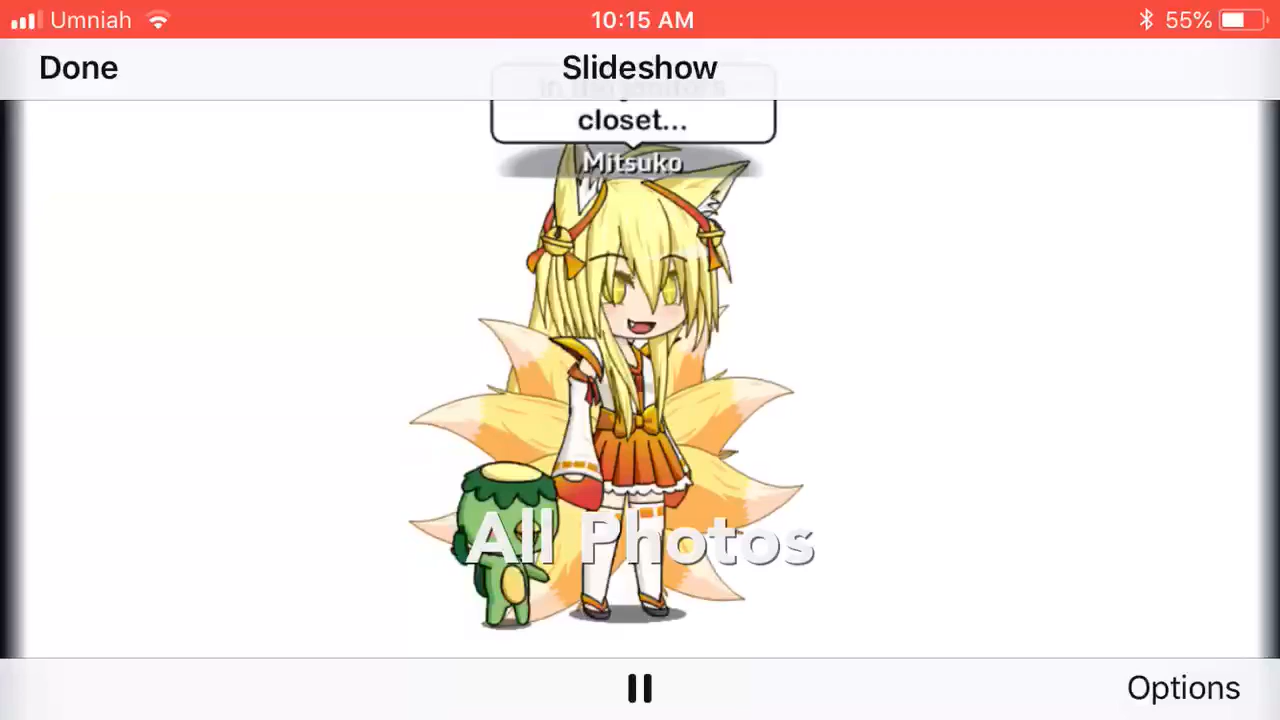 Umniah 10:15 AM 55%
Done Slideshow
closet...
Mitsuko
All Photos
Options